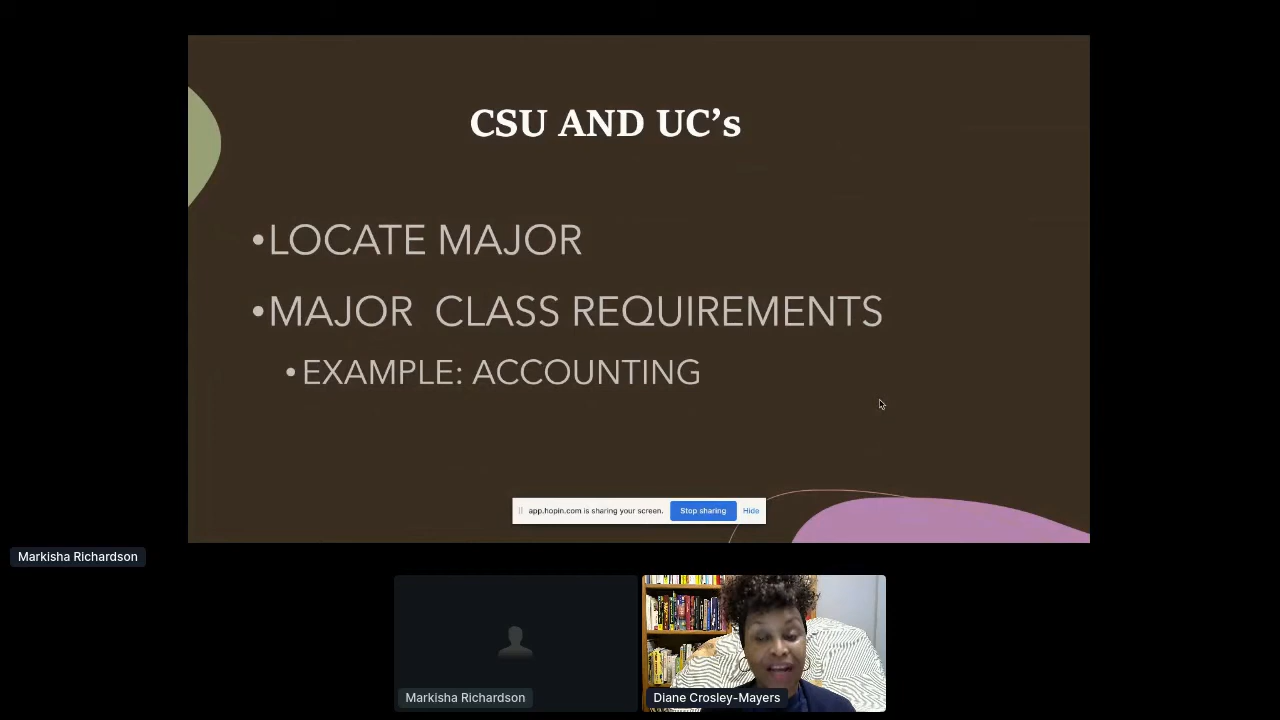 CSU AND UC’s
•LOCATE MAJOR
•MAJOR CLASS REQUIREMENTS
•EXAMPLE: ACCOUNTING
app.hopin.com is sharing your screen. Stop sharing Hide
Markisha Richardson
Markisha Richardson
Diane Crosley-Mayers